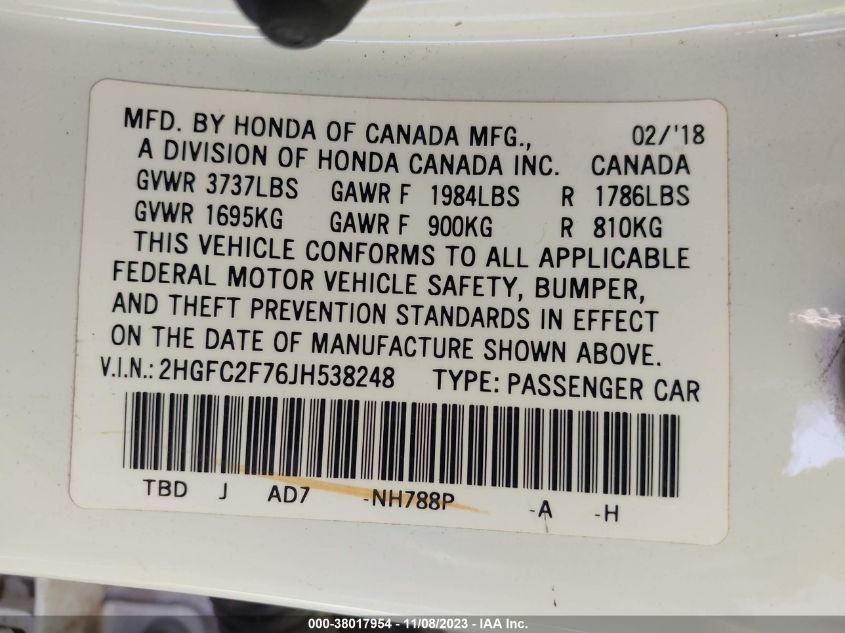 MFD. BY HONDA OF CANADA MFG., 02/'18
A DIVISION OF HONDA CANADA INC. CANADA
GVWR 3737LBS GAWR F 1984LBS R 1786LBS
GVWR 1695KG GAWR F 900KG R 810KG
THIS VEHICLE CONFORMS TO ALL APPLICABLE
FEDERAL MOTOR VEHICLE SAFETY, BUMPER,
AND THEFT PREVENTION STANDARDS IN EFFECT
ON THE DATE OF MANUFACTURE SHOWN ABOVE.
V.I.N.: 2HGFC2F76JH538248 TYPE: PASSENGER CAR
TBD J AD7 -NH788P -A -H
000-38017954 - 11/08/2023 - IAA Inc.